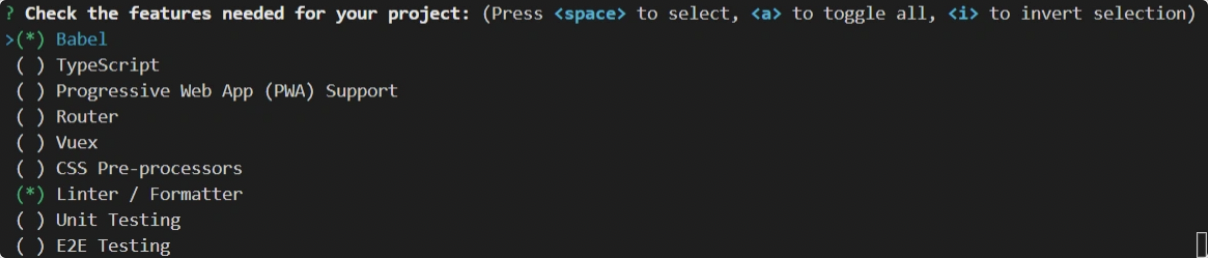 ? Check the features needed for your project: (Press <space> to select, <a> to toggle all, <i> to invert selection)
>(*) Babel
( ) TypeScript
( ) Progressive Web App (PWA) Support
( ) Router
( ) Vuex
( ) CSS Pre-processors
(*) Linter / Formatter
( ) Unit Testing
( ) E2E Testing